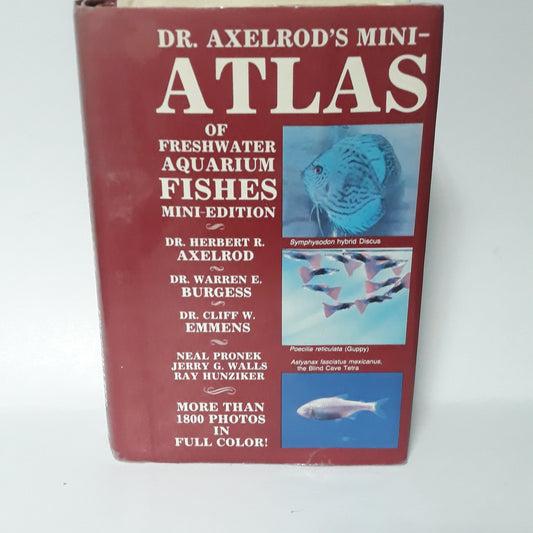 DR. AXELROD'S MINI-
ATLAS
OF
FRESHWATER
AQUARIUM
FISHES
MINI-EDITION
DR. HERBERT R.
AXELROD
DR. WARREN E.
BURGESS
DR. CLIFF W.
EMMENS
NEAL PRONEK
JERRY G. WALLS
RAY HUNZIKER
MORE THAN
1800 PHOTOS
IN
FULL COLOR!
Symphysodon hybrid Discus
Poecilia reticulata (Guppy)
Astyanax fasciatus mexicanus,
the Blind Cave Tetra